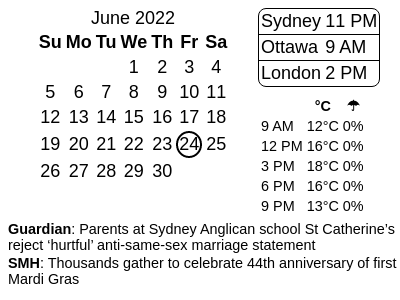 June 2022
Su Mo Tu We Th Fr Sa
1 2 3 4
5 6 7 8 9 10 11
12 13 14 15 16 17 18
19 20 21 22 23 24 25
26 27 28 29 30
Sydney 11 PM
Ottawa 9 AM
London 2 PM
°C ☂
9 AM 12°C 0%
12 PM 16°C 0%
3 PM 18°C 0%
6 PM 16°C 0%
9 PM 13°C 0%
Guardian: Parents at Sydney Anglican school St Catherine’s
reject ‘hurtful’ anti-same-sex marriage statement
SMH: Thousands gather to celebrate 44th anniversary of first
Mardi Gras